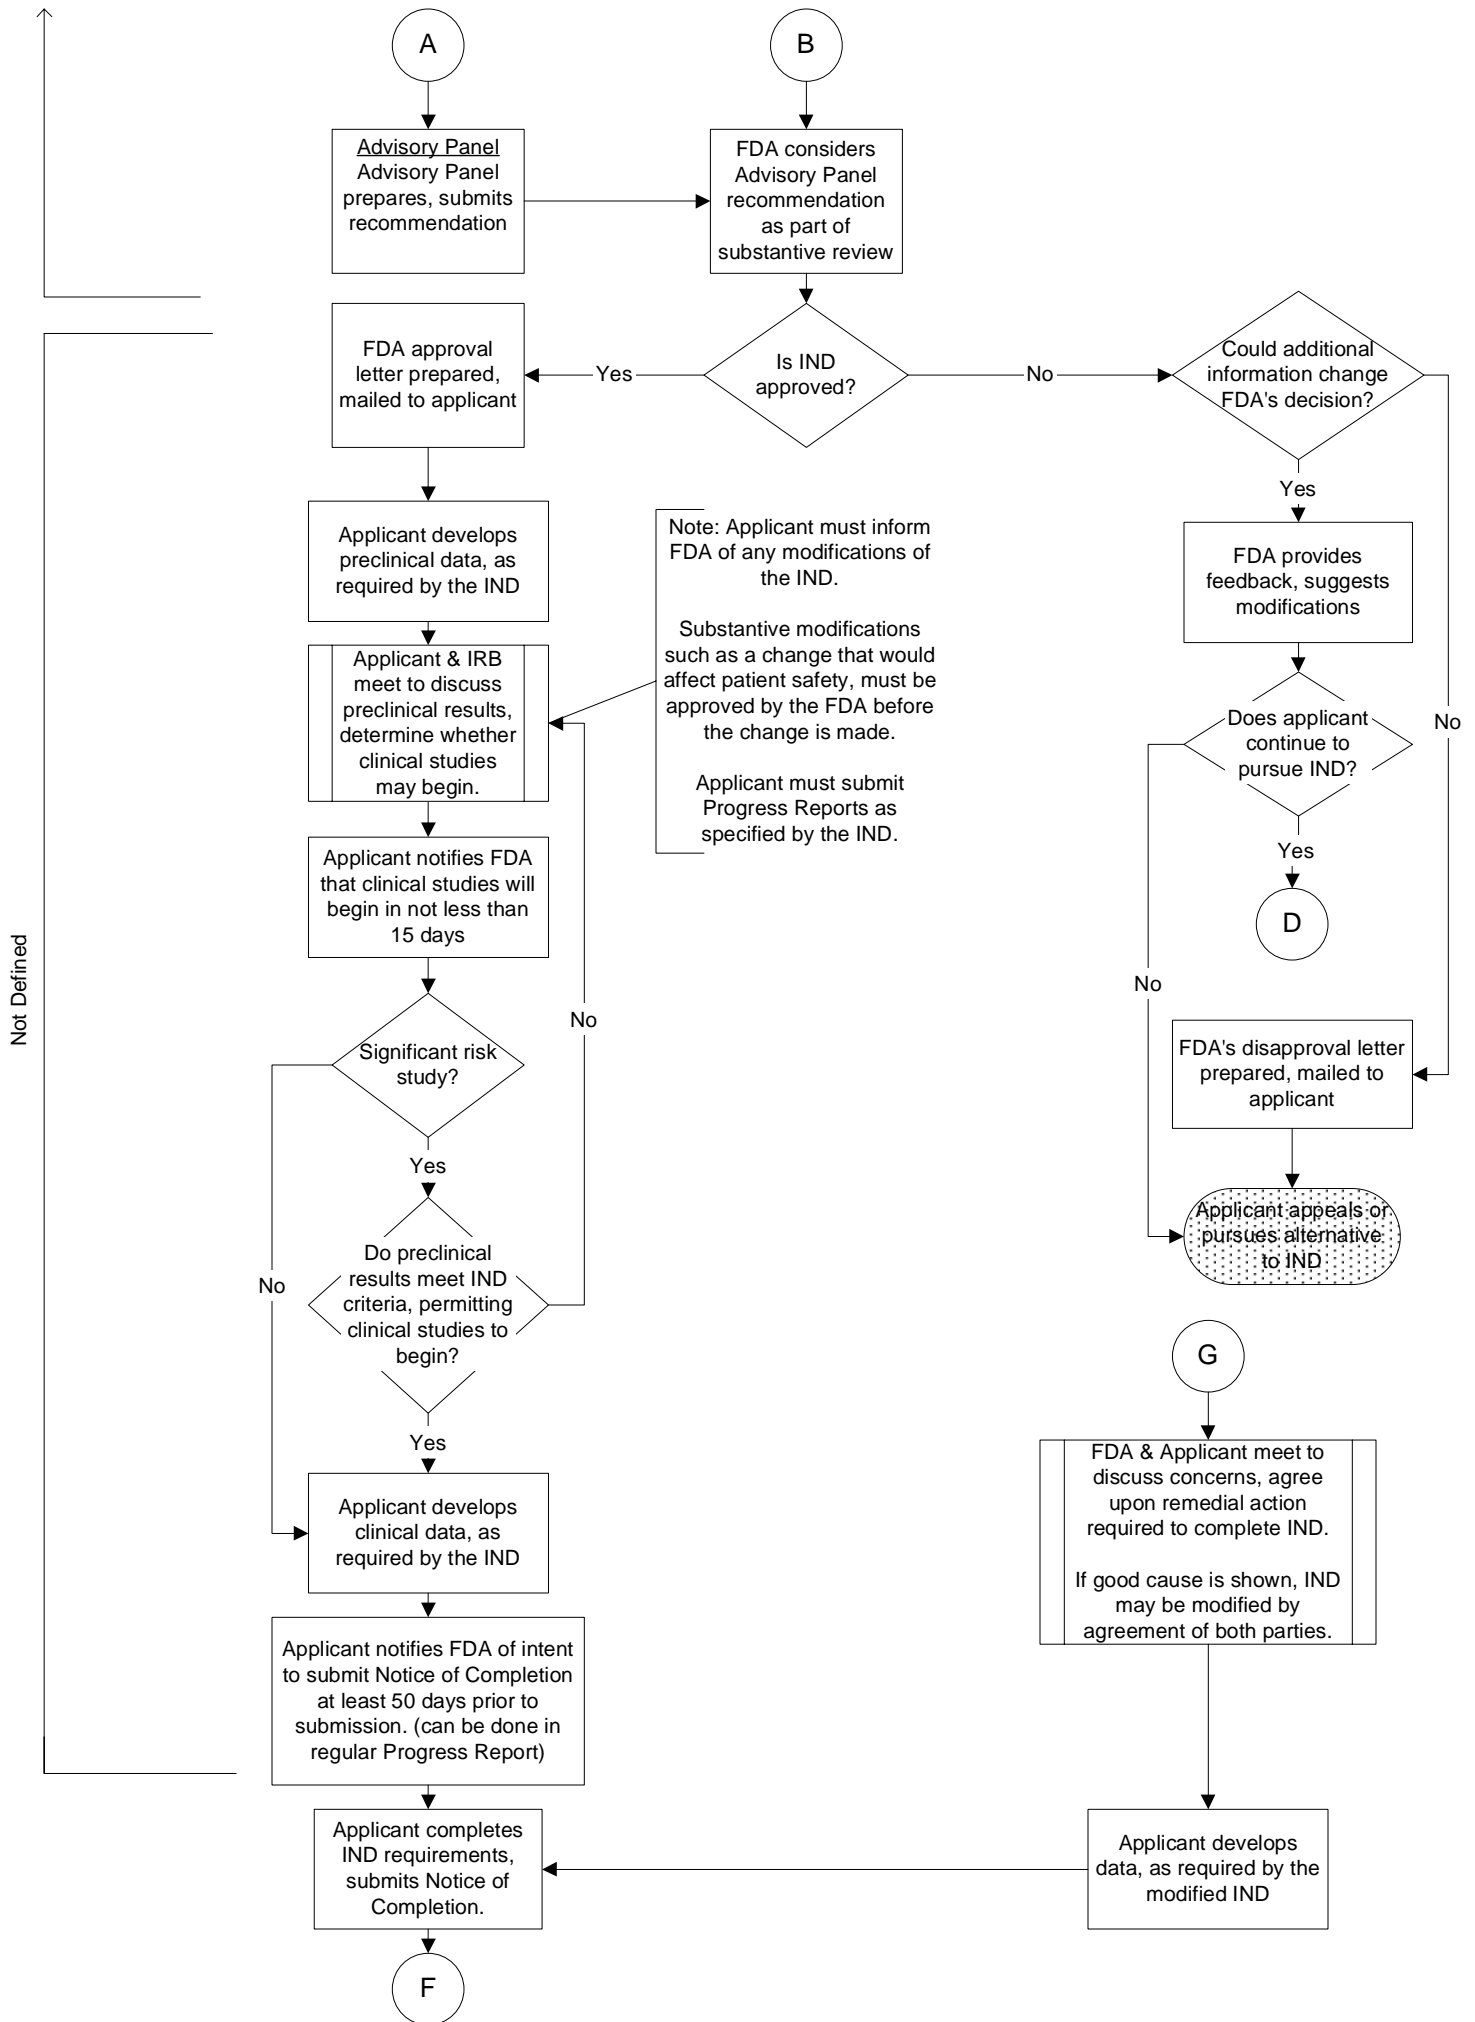 A
B
Advisory Panel
Advisory Panel
prepares, submits
recommendation
FDA considers
Advisory Panel
recommendation
as part of
substantive review
FDA approval
letter prepared,
mailed to applicant
Yes
Is IND
approved?
No
Could additional
information change
FDA's decision?
Yes
Applicant develops
preclinical data, as
required by the IND
Note: Applicant must inform
FDA of any modifications of
the IND.
Substantive modifications
such as a change that would
affect patient safety, must be
approved by the FDA before
the change is made.
Applicant must submit
Progress Reports as
specified by the IND.
FDA provides
feedback, suggests
modifications
Applicant & IRB
meet to discuss
preclinical results,
determine whether
clinical studies
may begin.
Does applicant
continue to
pursue IND?
No
Yes
D
Applicant notifies FDA
that clinical studies will
begin in not less than
15 days
Not Defined
No
No
Significant risk
study?
FDA's disapproval letter
prepared, mailed to
applicant
Yes
Applicant appeals or
pursues alternative
to IND
Do preclinical
results meet IND
criteria, permitting
clinical studies to
begin?
No
G
Yes
FDA & Applicant meet to
discuss concerns, agree
upon remedial action
required to complete IND.
If good cause is shown, IND
may be modified by
agreement of both parties.
Applicant develops
clinical data, as
required by the IND
Applicant notifies FDA of intent
to submit Notice of Completion
at least 50 days prior to
submission. (can be done in
regular Progress Report)
Applicant completes
IND requirements,
submits Notice of
Completion.
Applicant develops
data, as required by the
modified IND
F